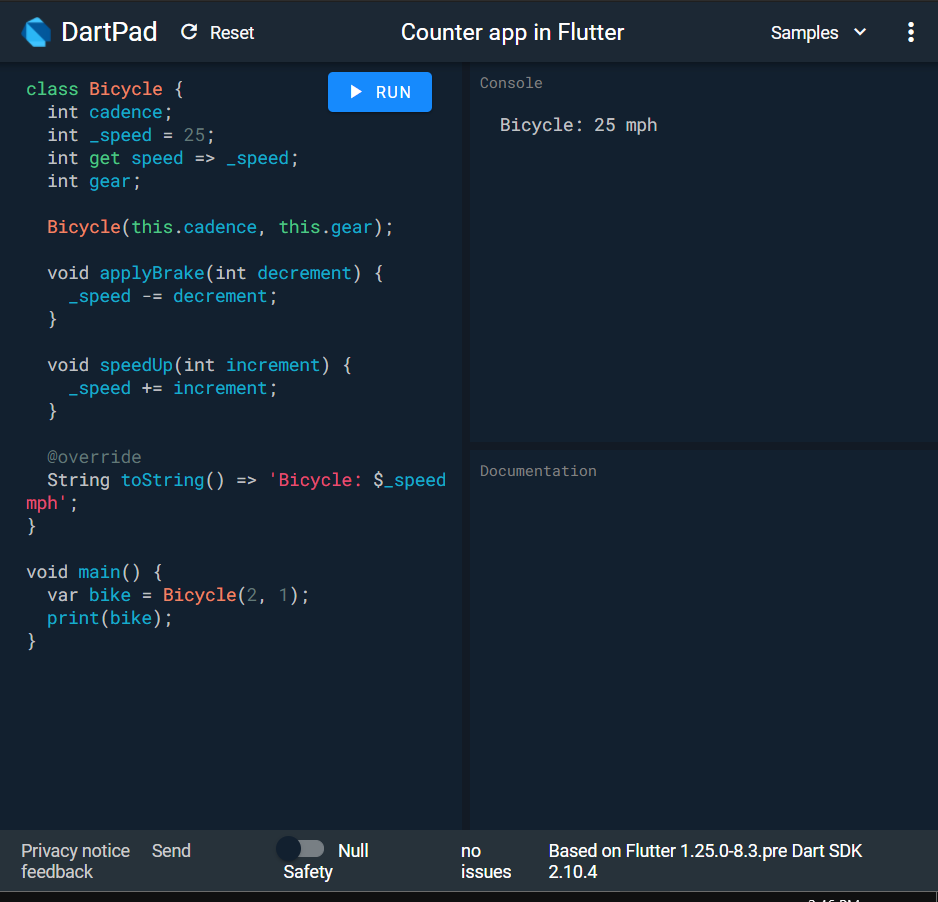 DartPad Reset Counter app in Flutter Samples
class Bicycle {
  int cadence;
  int _speed = 25;
  int get speed => _speed;
  int gear;
  Bicycle(this.cadence, this.gear);
  void applyBrake(int decrement) {
    _speed -= decrement;
  }
  void speedUp(int increment) {
    _speed += increment;
  }
  @override
  String toString() => 'Bicycle: $_speed
mph';
}
void main() {
  var bike = Bicycle(2, 1);
  print(bike);
}
RUN
Console
Bicycle: 25 mph
Documentation
Privacy notice Send
feedback
Null
Safety
no
issues
Based on Flutter 1.25.0-8.3.pre Dart SDK
2.10.4